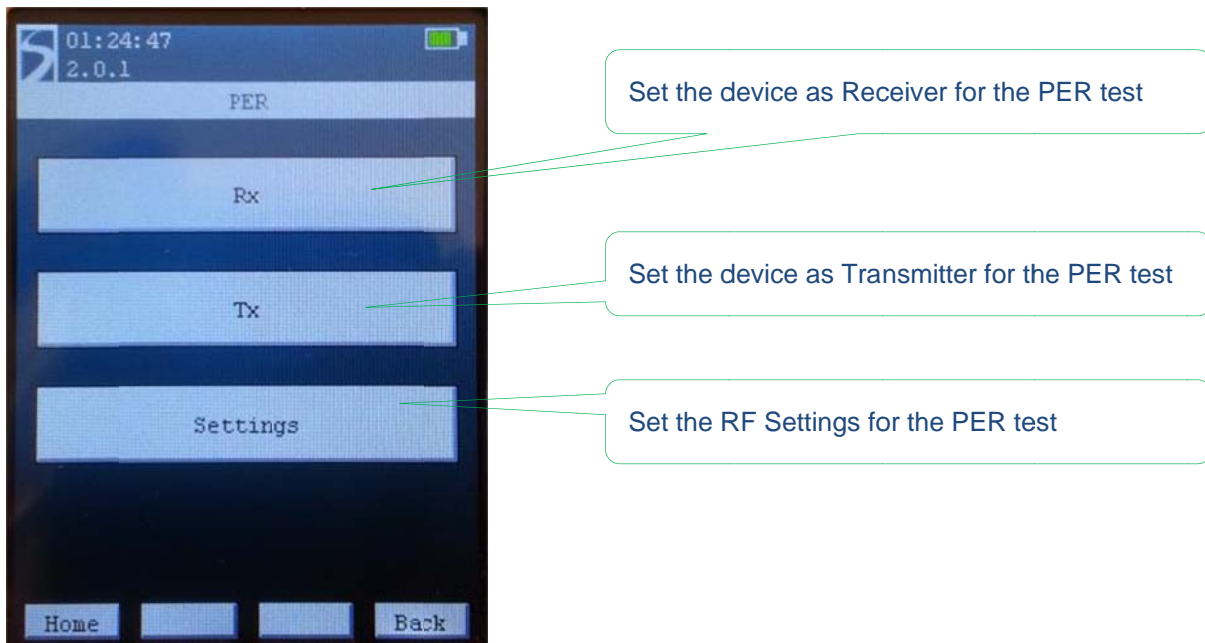 01:24:47
2.0.1
PER
Rx
Tx
Settings
Home
Back
Set the device as Receiver for the PER test
Set the device as Transmitter for the PER test
Set the RF Settings for the PER test